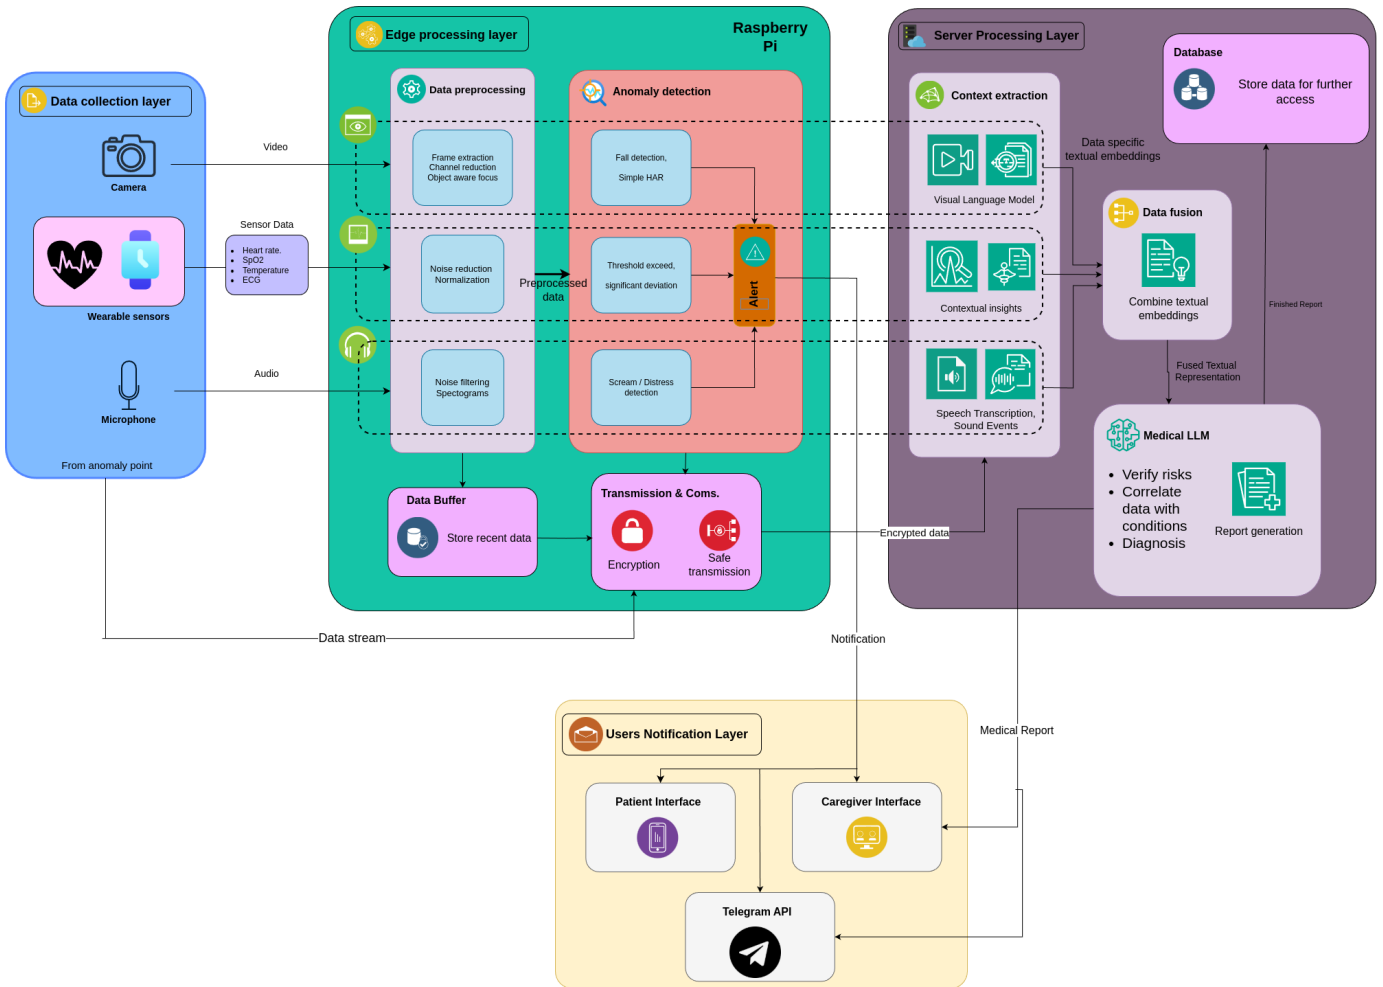 Data collection layer
Camera
Wearable sensors
Microphone
From anomaly point
Video
Sensor Data
Heart rate.
SpO2
Temperature
ECG
Audio
Edge processing layer
Raspberry
Pi
Data preprocessing
Frame extraction
Channel reduction
Object aware focus
Noise reduction
Normalization
Noise filtering
Spectograms
Preprocessed
data
Anomaly detection
Fall detection,
Simple HAR
Threshold exceed,
significant deviation
Scream / Distress
detection
Alert
Data Buffer
Store recent data
Transmission & Coms.
Encryption
Safe
transmission
Data stream
Encrypted data
Notification
Server Processing Layer
Context extraction
Visual Language Model
Contextual insights
Speech Transcription,
Sound Events
Data specific
textual embeddings
Database
Store data for further
access
Data fusion
Combine textual
embeddings
Finished Report
Fused Textual
Representation
Medical LLM
Verify risks
Correlate
data with
conditions
Diagnosis
Report generation
Medical Report
Users Notification Layer
Patient Interface
Caregiver Interface
Telegram API